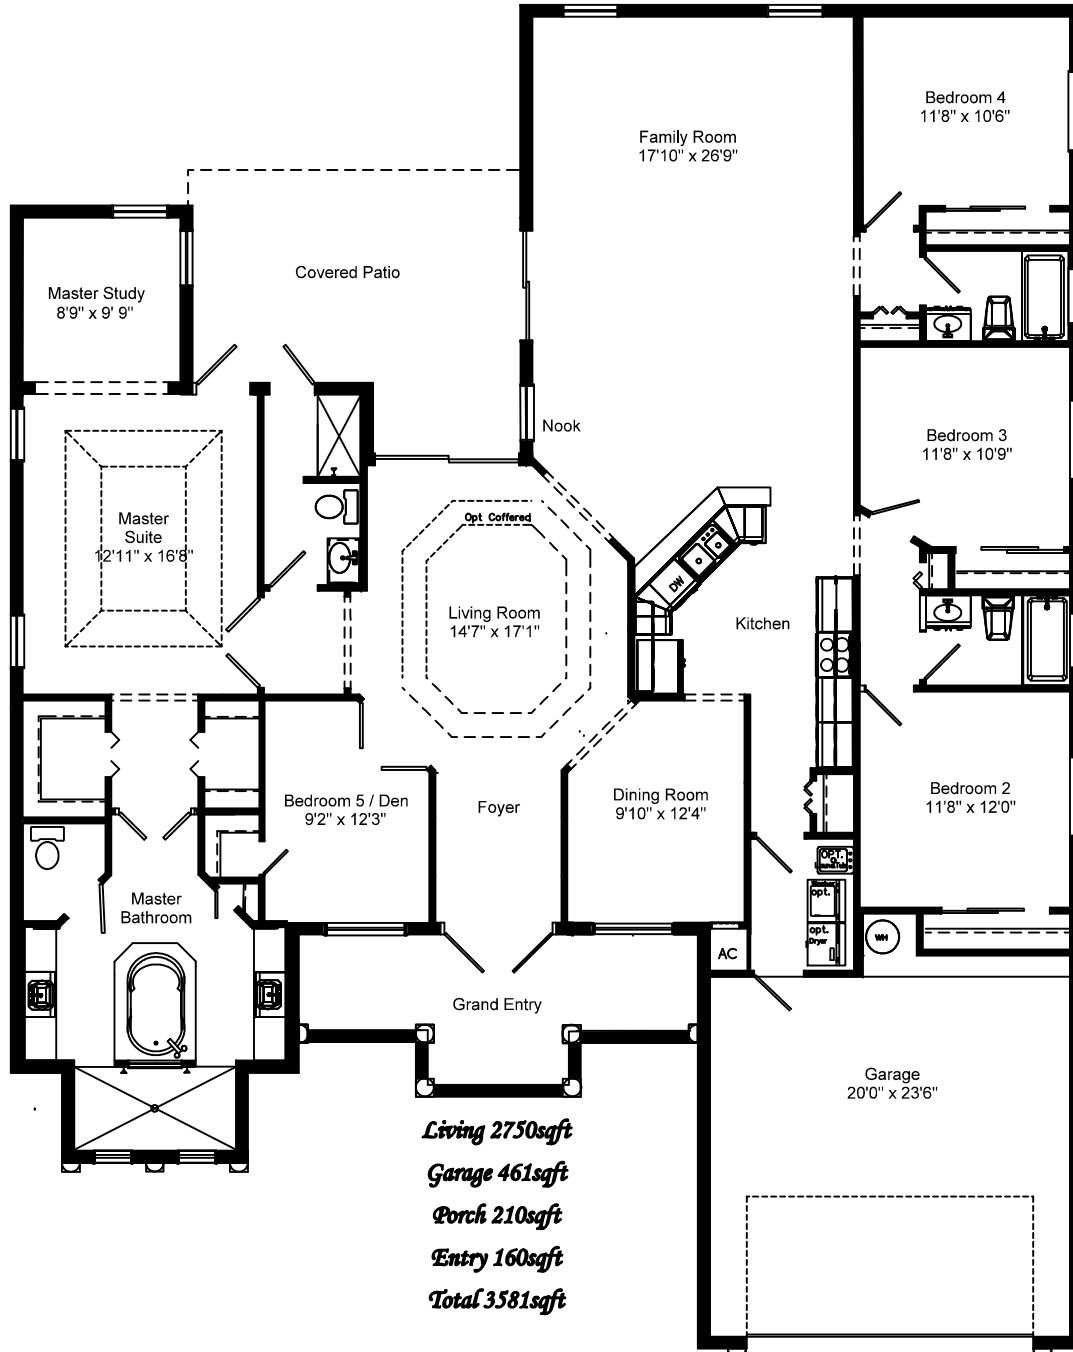 Bedroom 4
11'8" x 10'6"
Family Room
17'10" x 26'9"
Covered Patio
Master Study
8'9" x 9' 9"
Nook
Bedroom 3
11'8" x 10'9"
Opt Coffered
Master
Suite
12'11" x 16'8"
DW
Living Room
14'7" x 17'1"
Kitchen
Bedroom 2
11'8" x 12'0"
Bedroom 5 / Den
9'2" x 12'3"
Foyer
Dining Room
9'10" x 12'4"
OPT.
Master
Bathroom
Washer
opt.
opt.
Dryer
WH
AC
Grand Entry
Garage
20'0" x 23'6"
Living 2750sqft
Garage 461sqft
Porch 210sqft
Entry 160sqft
Total 3581sqft